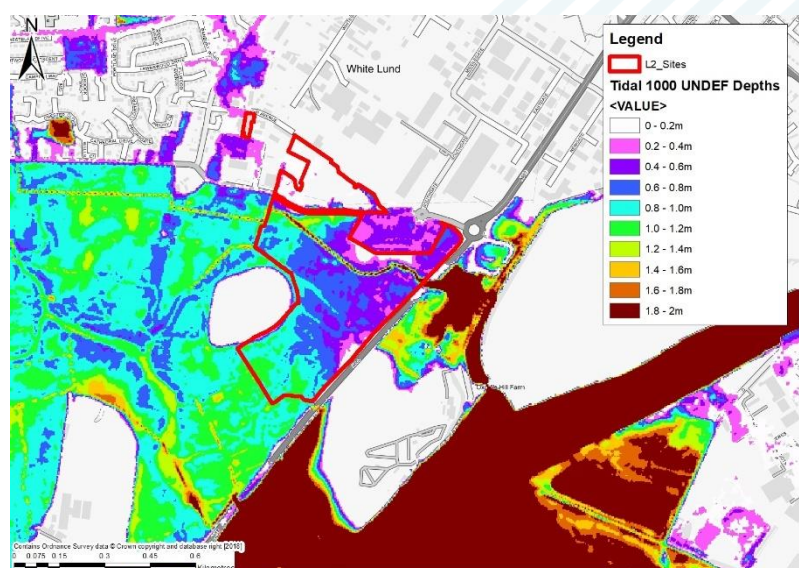 N
White Lund
Legend
L2_Sites
Tidal 1000 UNDEF Depths
<VALUE>
0 - 0.2m
0.2 - 0.4m
0.4 - 0.6m
0.6 - 0.8m
0.8 - 1.0m
1.0 - 1.2m
1.2 - 1.4m
1.4 - 1.6m
1.6 - 1.8m
1.8 - 2m
Hill Farm
Contains Ordnance Survey data © Crown copyright and database right [2018]
0 0.075 0.15 0.3 0.45 0.6
Kilometres